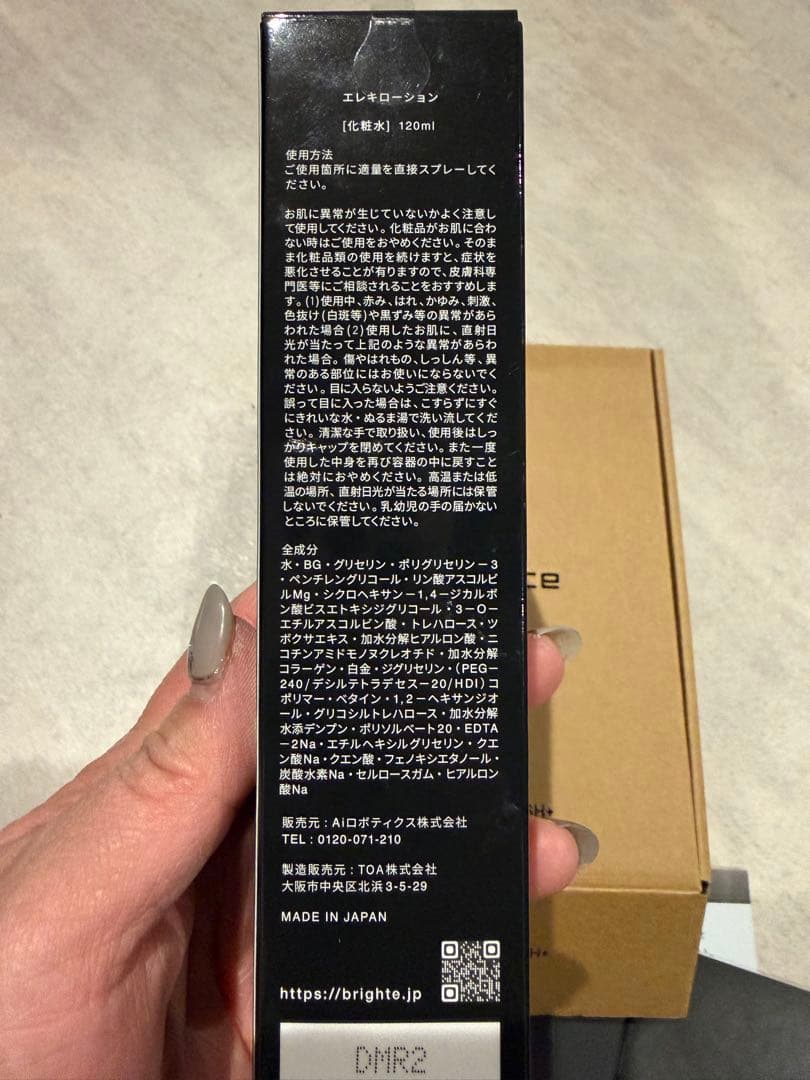 エレキローション
[化粧水] 120ml
使用方法
ご使用箇所に適量を直接スプレーしてく
ださい。
お肌に異常が生じていないかよく注意し
て使用してください。化粧品がお肌に合わ
ない時はご使用をおやめください。そのま
ま化粧品類の使用を続けますと、症状を
悪化させることが有りますので、皮膚科専
門医等にご相談されることをおすすめしま
す。(1)使用中、赤み、はれ、かゆみ、刺激、
色抜け(白斑等)や黒ずみ等の異常があら
われた場合(2)使用したお肌に、直射日
光が当たって上記のような異常があらわ
れた場合。傷やはれもの、しっしん等、異
常のある部位にはお使いにならないでく
ださい。目に入らないようご注意ください。
誤って目に入った場合は、こすらずにすぐ
にきれいな水・ぬるま湯で洗い流してくだ
さい。清潔な手で取り扱い、使用後はしっ
かりキャップを閉めてください。また一度
使用した中身を再び容器の中に戻すこと
は絶対におやめください。高温または低
温の場所、直射日光が当たる場所には保管
しないでください。乳幼児の手の届かない
ところに保管してください。
全成分
水・BG・グリセリン・ポリグリセリン－3
・ペンチレングリコール・リン酸アスコルビ
ルMg・シクロヘキサン－1,4－ジカルボ
ン酸ビスエトキシジグリコール・3－O－
エチルアスコルビン酸・トレハロース・ツ
ボクサエキス・加水分解ヒアルロン酸・ニ
コチンアミドモノヌクレオチド・加水分解
コラーゲン・白金・ジグリセリン・(PEG－
240/デシルテトラデセス－20/HDI)コ
ポリマー・ベタイン・1,2－ヘキサンジオ
ール・グリコシルトレハロース・加水分解
水添デンプン・ポリソルベート20・EDTA
－2Na・エチルヘキシルグリセリン・クエ
ン酸Na・クエン酸・フェノキシエタノール・
炭酸水素Na・セルロースガム・ヒアルロン
酸Na
販売元：Aiロボティクス株式会社
TEL：0120-071-210
製造販売元：TOA株式会社
大阪市中央区北浜3-5-29
MADE IN JAPAN
https://brighte.jp
DMR2